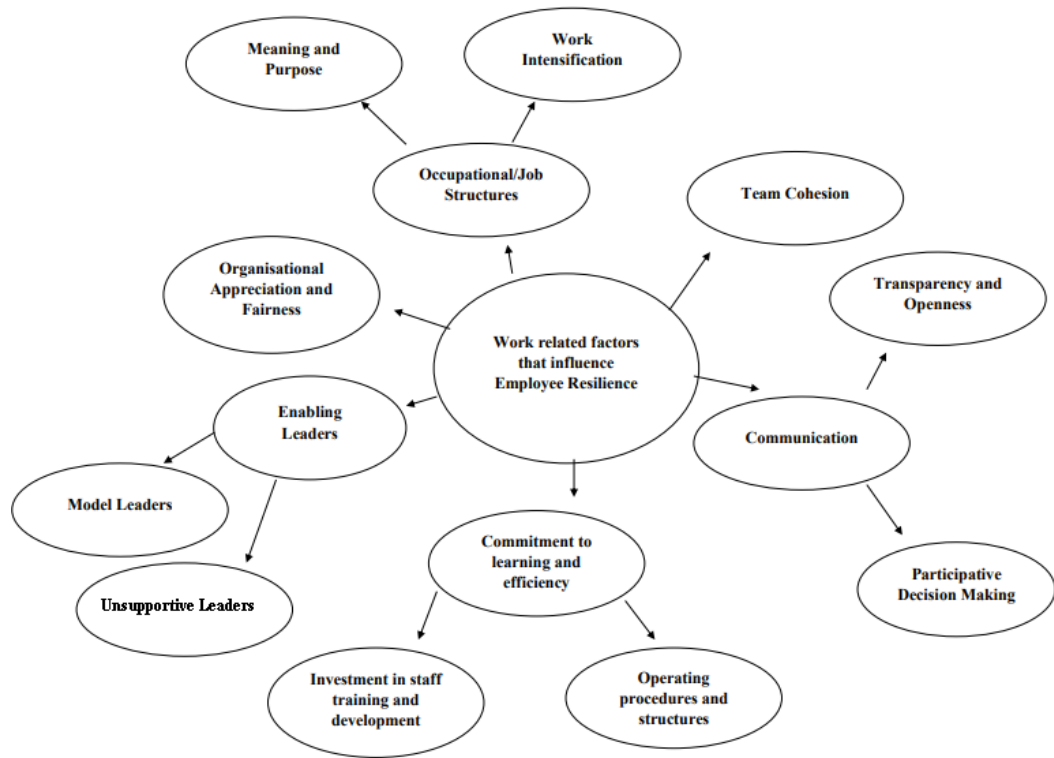 Meaning and
Purpose
Work
Intensification
Occupational/Job
Structures
Team Cohesion
Organisational
Appreciation and
Fairness
Transparency and
Openness
Work related factors
that influence
Employee Resilience
Enabling
Leaders
Communication
Model Leaders
Commitment to
learning and
efficiency
Unsupportive Leaders
Participative
Decision Making
Investment in staff
training and
development
Operating
procedures and
structures